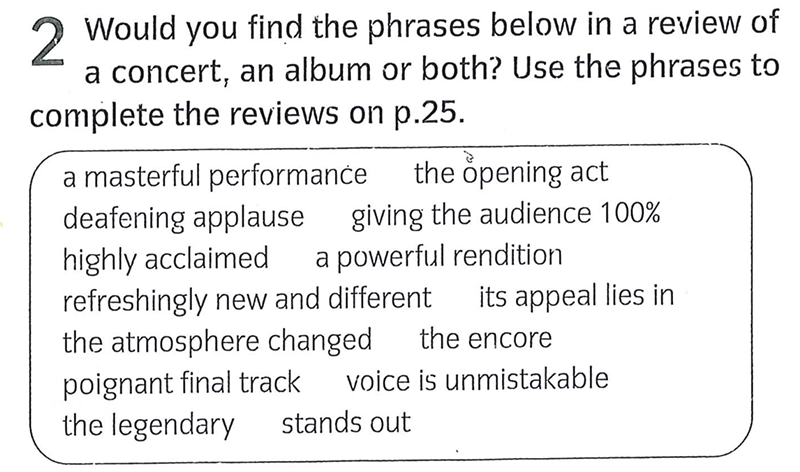 2 Would you find the phrases below in a review of
a concert, an album or both? Use the phrases to
complete the reviews on p.25.
a masterful performance the opening act
deafening applause giving the audience 100%
highly acclaimed a powerful rendition
refreshingly new and different its appeal lies in
the atmosphere changed the encore
poignant final track voice is unmistakable
the legendary stands out